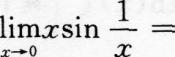 lim x→0 x sin 1/x =